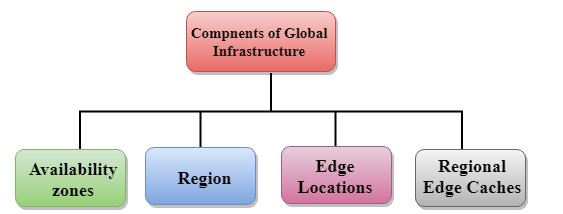 Compnents of Global
Infrastructure
Availability
zones
Region
Edge
Locations
Regional
Edge Caches